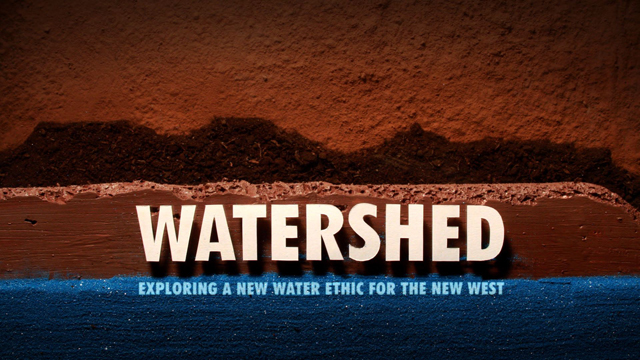 WATERSHED
EXPLORING A NEW WATER ETHIC FOR THE NEW WEST